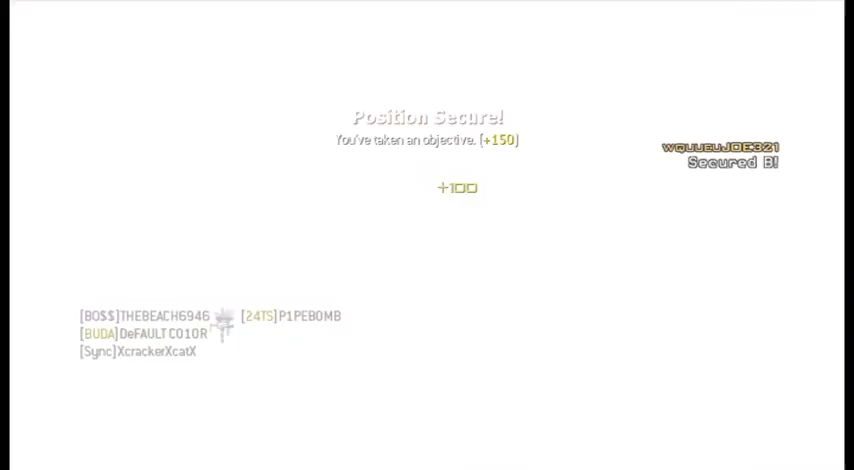 Position Secure!
You've taken an objective. [+150]
wQUUEUJOE321
Secured B!
+100
[BO$$]THEBEACH6946 [24TS]P1PEB0MB
[BUDA]DeFAULT C010R
[Sync]XcrackerXcatX